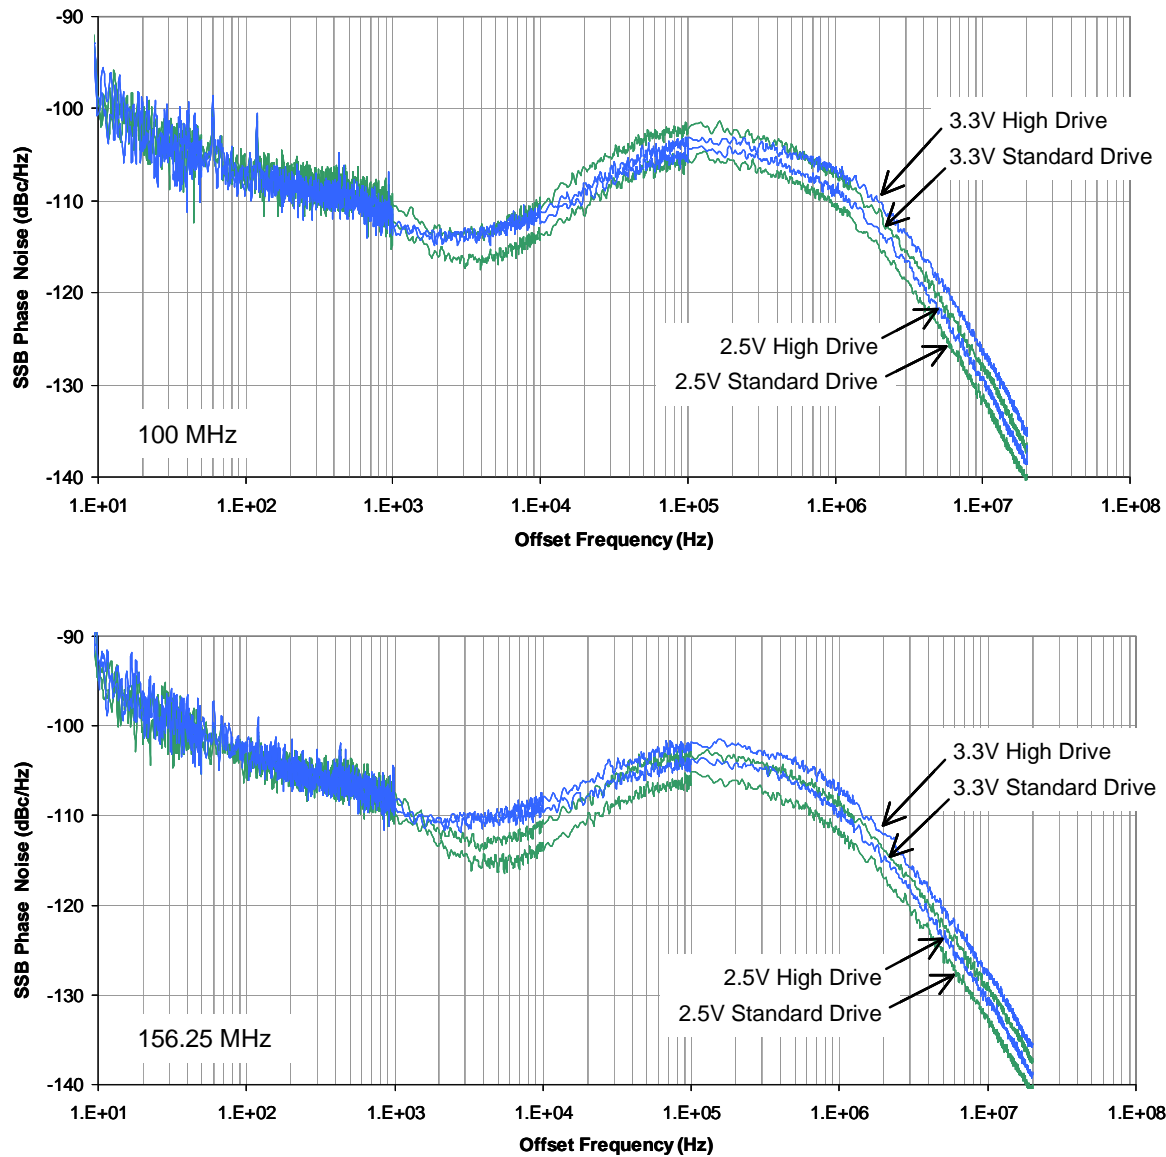 -90
-100
-110
-120
-130
-140
SSB Phase Noise (dBc/Hz)
3.3V High Drive
3.3V Standard Drive
2.5V High Drive
2.5V Standard Drive
100 MHz
1.E+01 1.E+02 1.E+03 1.E+04 1.E+05 1.E+06 1.E+07 1.E+08
Offset Frequency (Hz)
-90
-100
-110
-120
-130
-140
SSB Phase Noise (dBc/Hz)
3.3V High Drive
3.3V Standard Drive
2.5V High Drive
2.5V Standard Drive
156.25 MHz
1.E+01 1.E+02 1.E+03 1.E+04 1.E+05 1.E+06 1.E+07 1.E+08
Offset Frequency (Hz)